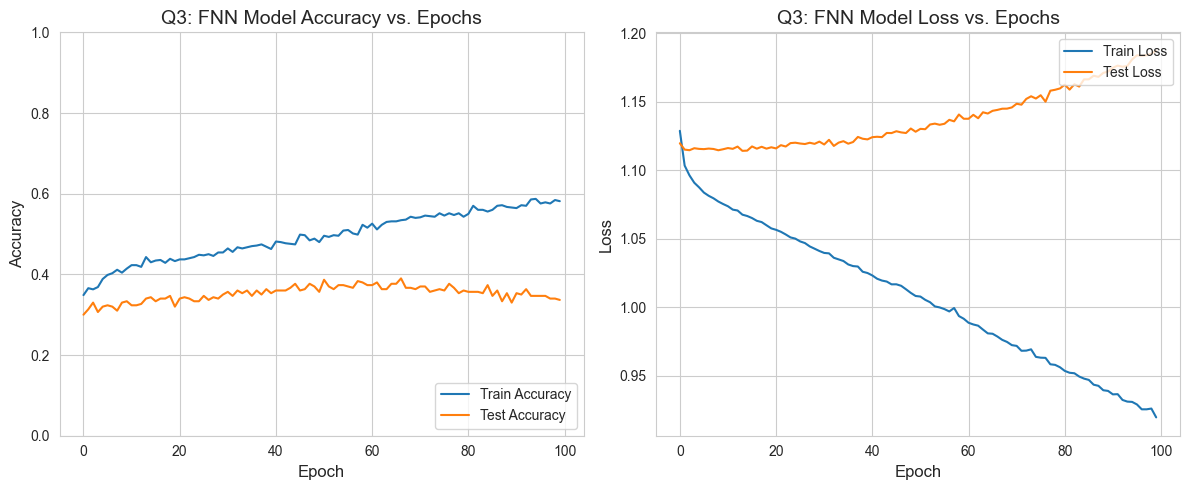 Q3: FNN Model Accuracy vs. Epochs
1.0
0.8
0.6
0.4
0.2
0.0
Accuracy
0
20
40
60
80
100
Epoch
Train Accuracy
Test Accuracy
Q3: FNN Model Loss vs. Epochs
1.20
1.15
1.10
1.05
1.00
0.95
Loss
0
20
40
60
80
100
Epoch
Train Loss
Test Loss